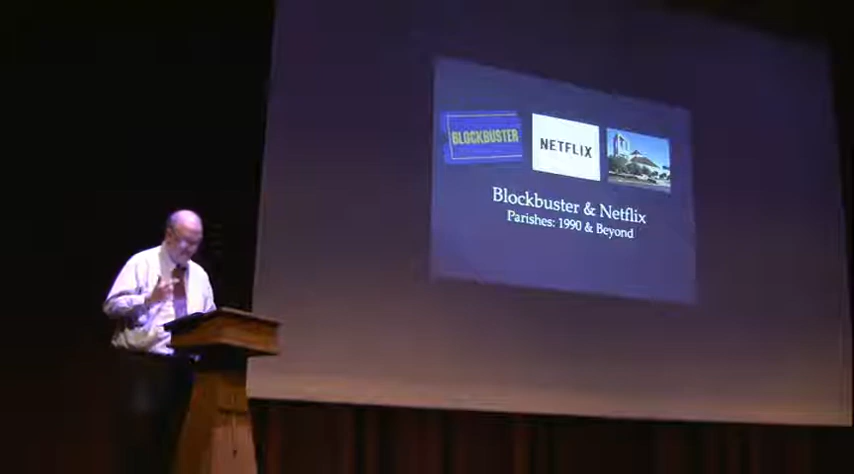 BLOCKBUSTER
NETFLIX
Blockbuster & Netflix
Parishes: 1990 & Beyond